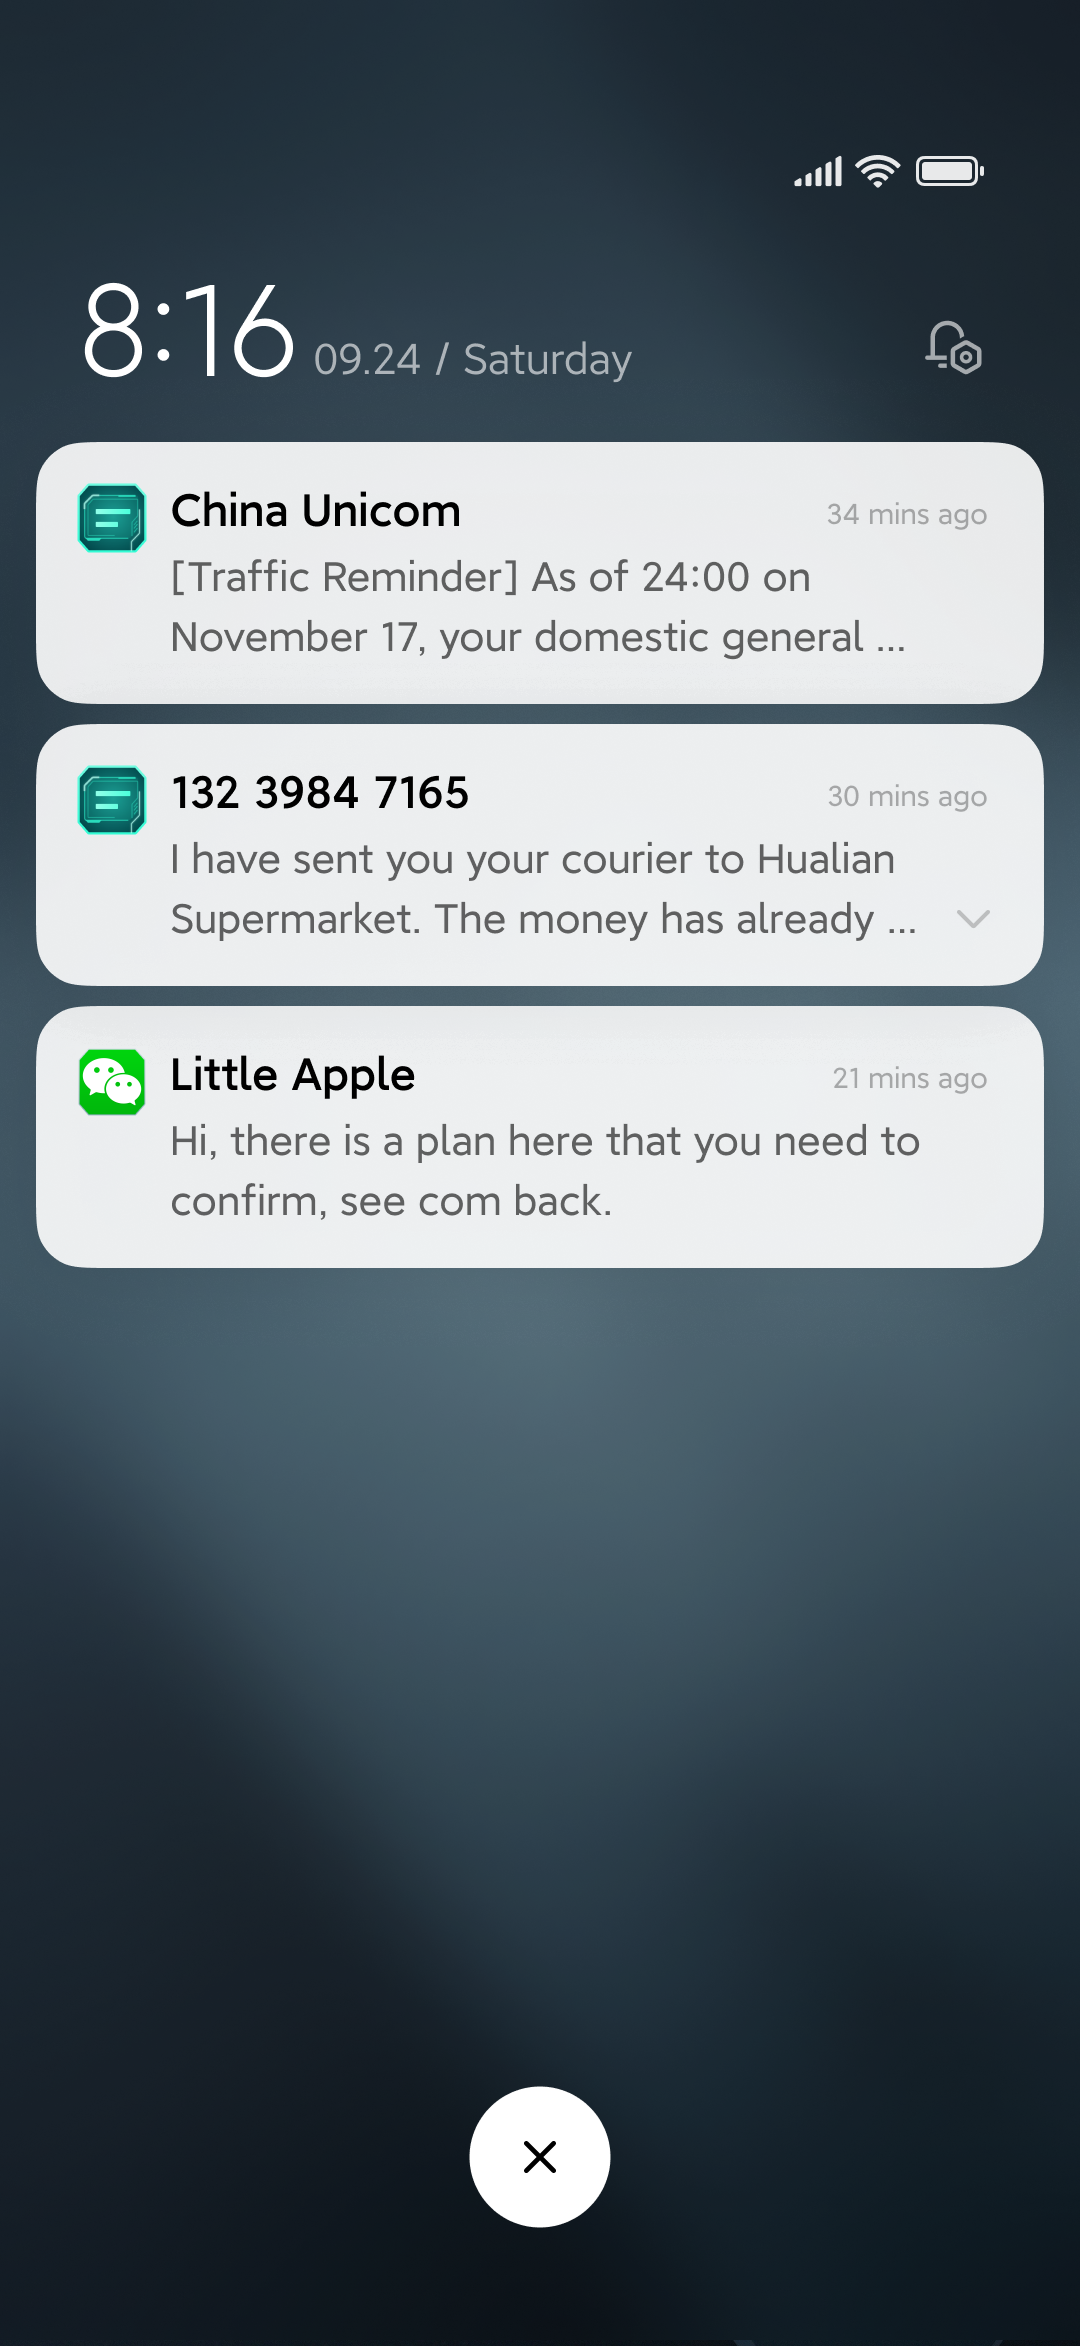 8:16 09.24 / Saturday
China Unicom 34 mins ago
[Traffic Reminder] As of 24:00 on
November 17, your domestic general ...
132 3984 7165 30 mins ago
I have sent you your courier to Hualian
Supermarket. The money has already ...
Little Apple 21 mins ago
Hi, there is a plan here that you need to
confirm, see com back.